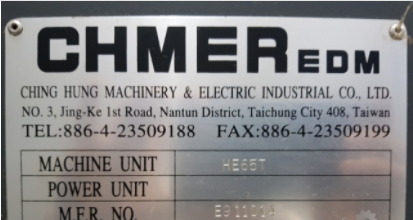 CHMER EDM
CHING HUNG MACHINERY & ELECTRIC INDUSTRIAL CO., LTD.
NO. 3, Jing-Ke 1st Road, Nantun District, Taichung City 408, Taiwan
TEL:886-4-23509188 FAX:886-4-23509199
MACHINE UNIT HE65T
POWER UNIT
M.F.R. NO.